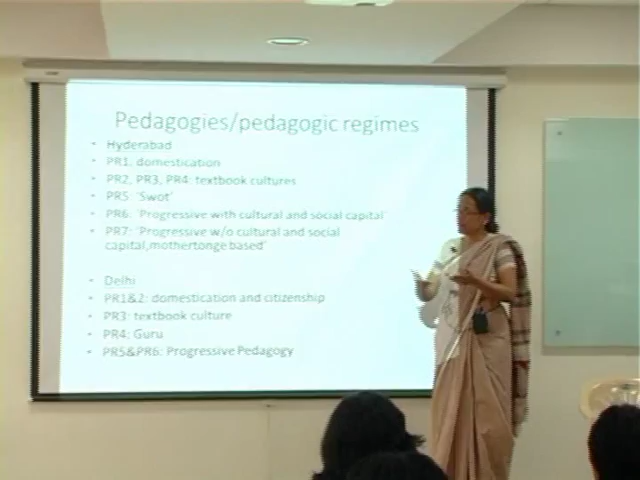 Pedagogies/pedagogic regimes
• Hyderabad
• PR1, domestication
• PR2, PR3, PR4: textbook cultures
• PR5: 'Swot'
• PR6: 'Progressive with cultural and social capital'
• PR7: 'Progressive w/o cultural and social
capital,mothertonge based'
• Delhi
• PR1&2: domestication and citizenship
• PR3: textbook culture
• PR4: Guru
• PR5&PR6: Progressive Pedagogy